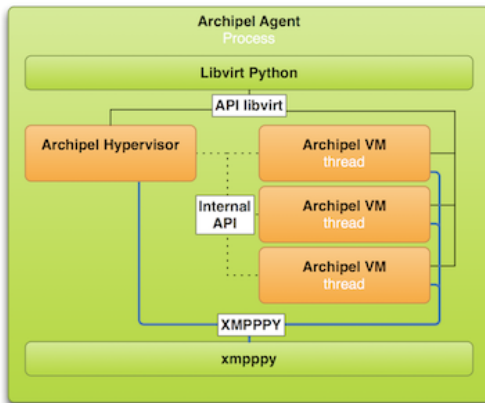 Archipel Agent
Process
Libvirt Python
API libvirt
Archipel Hypervisor
Archipel VM
thread
Internal
API
Archipel VM
thread
Archipel VM
thread
XMPPPY
xmpppy